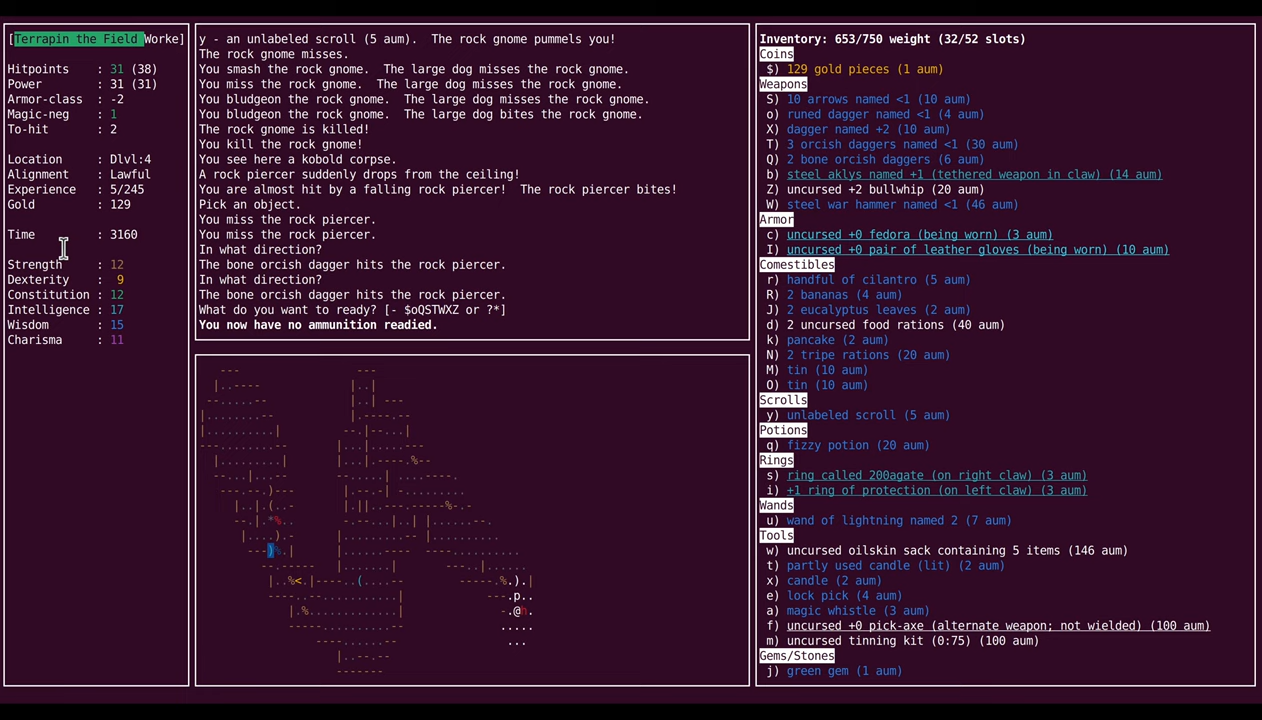 [Terrapin the Field Worke]
Hitpoints : 31 (38)
Power : 31 (31)
Armor-class : -2
Magic-neg : 1
To-hit : 2
Location : Dlvl:4
Alignment : Lawful
Experience : 5/245
Gold : 129
Time : 3160
Strength : 12
Dexterity : 9
Constitution : 12
Intelligence : 17
Wisdom : 15
Charisma : 11
y - an unlabeled scroll (5 aum).  The rock gnome pummels you!
The rock gnome misses.
You smash the rock gnome.  The large dog misses the rock gnome.
You miss the rock gnome.  The large dog misses the rock gnome.
You bludgeon the rock gnome.  The large dog misses the rock gnome.
You bludgeon the rock gnome.  The large dog bites the rock gnome.
The rock gnome is killed!
You kill the rock gnome!
You see here a kobold corpse.
A rock piercer suddenly drops from the ceiling!
You are almost hit by a falling rock piercer!  The rock piercer bites!
Pick an object.
You miss the rock piercer.
You miss the rock piercer.
In what direction?
The bone orcish dagger hits the rock piercer.
In what direction?
The bone orcish dagger hits the rock piercer.
What do you want to ready? [- $oQSTWXZ or ?*]
You now have no ammunition readied.
Inventory: 653/750 weight (32/52 slots)
Coins
$) 129 gold pieces (1 aum)
Weapons
S) 10 arrows named <1 (10 aum)
o) runed dagger named <1 (4 aum)
X) dagger named +2 (10 aum)
T) 3 orcish daggers named <1 (30 aum)
Q) 2 bone orcish daggers (6 aum)
b) steel aklys named +1 (tethered weapon in claw) (14 aum)
Z) uncursed +2 bullwhip (20 aum)
W) steel war hammer named <1 (46 aum)
Armor
c) uncursed +0 fedora (being worn) (3 aum)
I) uncursed +0 pair of leather gloves (being worn) (10 aum)
Comestibles
r) handful of cilantro (5 aum)
R) 2 bananas (4 aum)
J) 2 eucalyptus leaves (2 aum)
d) 2 uncursed food rations (40 aum)
k) pancake (2 aum)
N) 2 tripe rations (20 aum)
M) tin (10 aum)
O) tin (10 aum)
Scrolls
y) unlabeled scroll (5 aum)
Potions
q) fizzy potion (20 aum)
Rings
s) ring called 200agate (on right claw) (3 aum)
i) +1 ring of protection (on left claw) (3 aum)
Wands
u) wand of lightning named 2 (7 aum)
Tools
w) uncursed oilskin sack containing 5 items (146 aum)
t) partly used candle (lit) (2 aum)
x) candle (2 aum)
e) lock pick (4 aum)
a) magic whistle (3 aum)
f) uncursed +0 pick-axe (alternate weapon; not wielded) (100 aum)
m) uncursed tinning kit (0:75) (100 aum)
Gems/Stones
j) green gem (1 aum)